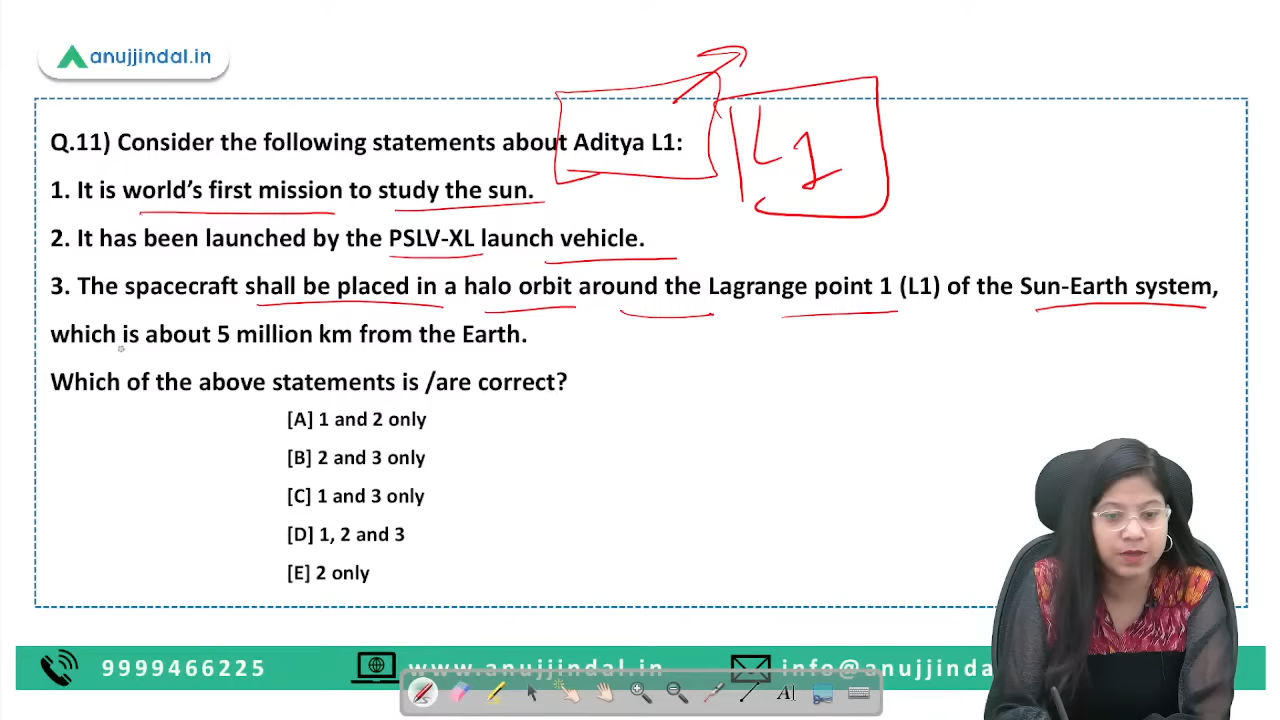 anujjindal.in
L1
Q.11) Consider the following statements about Aditya L1:
1. It is world's first mission to study the sun.
2. It has been launched by the PSLV-XL launch vehicle.
3. The spacecraft shall be placed in a halo orbit around the Lagrange point 1 (L1) of the Sun-Earth system,
which is about 5 million km from the Earth.
Which of the above statements is /are correct?
[A] 1 and 2 only
[B] 2 and 3 only
[C] 1 and 3 only
[D] 1, 2 and 3
[E] 2 only
9999466225 www.anujjindal.in info@anujjinda
AI